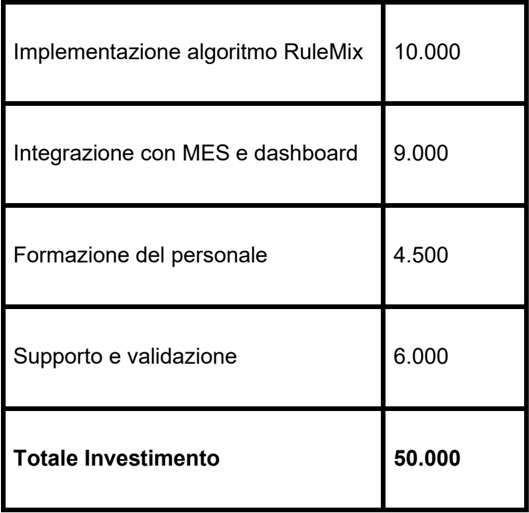 Implementazione algoritmo RuleMix 10.000
Integrazione con MES e dashboard 9.000
Formazione del personale 4.500
Supporto e validazione 6.000
Totale Investimento 50.000